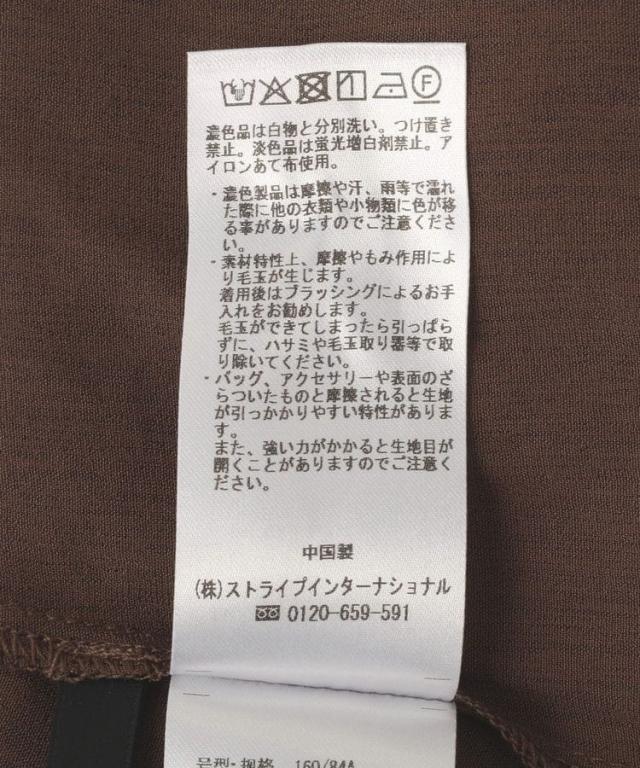 濃色品は白物と分別洗い。つけ置き
禁止。淡色品は蛍光増白剤禁止。ア
イロンあて布使用。
・濃色製品は摩擦や汗、雨等で濡れ
た際に他の衣類や小物類に色が移
る事がありますのでご注意くださ
い。
・素材特性上、摩擦やもみ作用によ
り毛玉が生じます。
着用後はブラッシングによるお手
入れをお勧めします。
毛玉ができてしまったら引っぱら
ずに、ハサミや毛玉取り器等で取
り除いてください。
・バッグ、アクセサリーや表面のざ
らついたものと摩擦されると生地
が引っかかりやすい特性がありま
す。
また、強い力がかかると生地目が
開くことがありますのでご注意く
ださい。
中国製
(株)ストライプインターナショナル
0120-659-591
号型·规格 160/84A